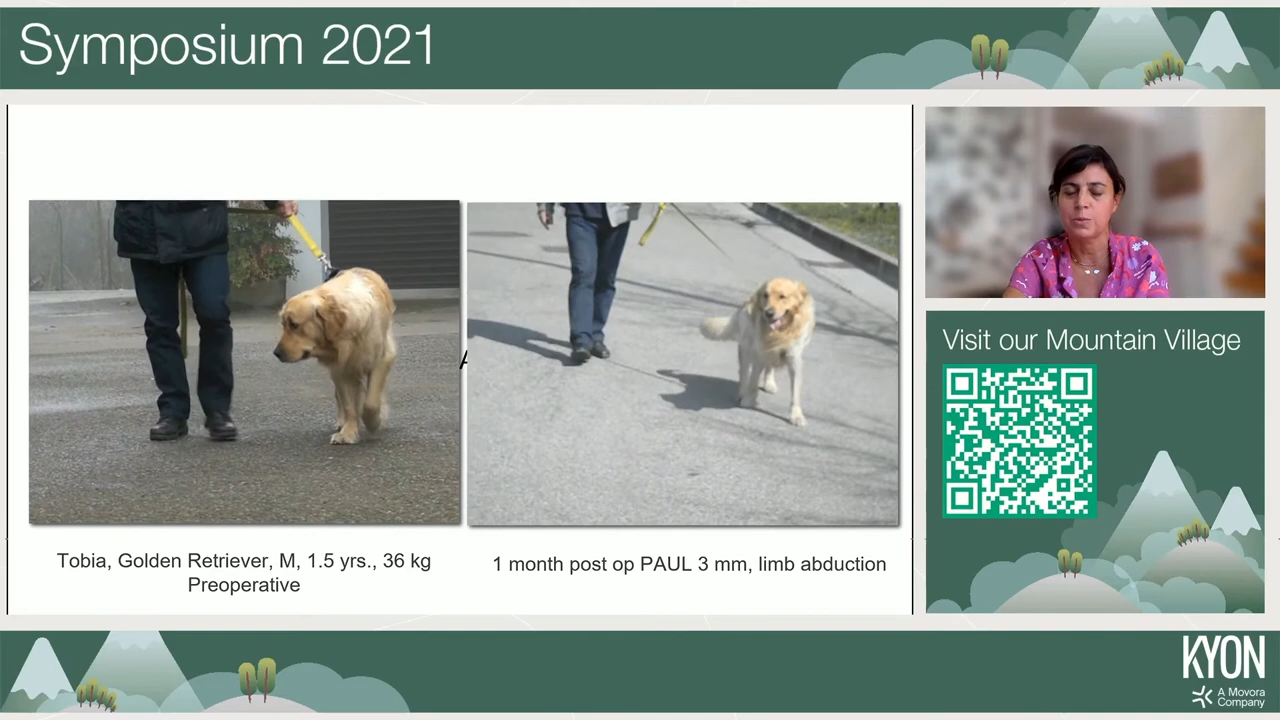 Symposium 2021
A
Tobia, Golden Retriever, M, 1.5 yrs., 36 kg
Preoperative
1 month post op PAUL 3 mm, limb abduction
Visit our Mountain Village
KYON
A Movora
Company